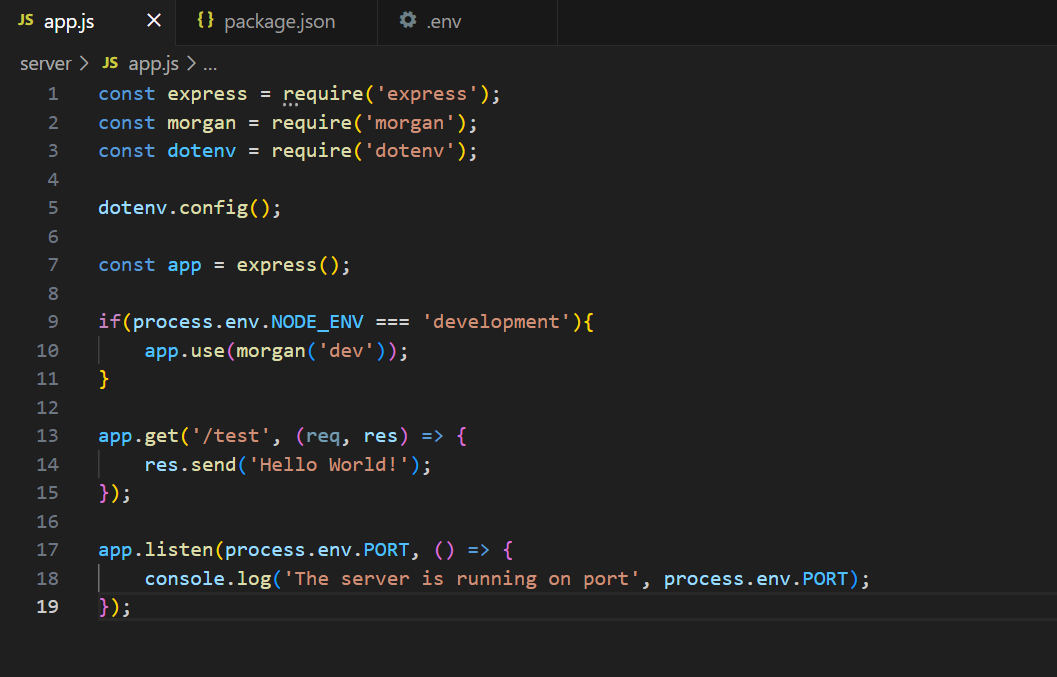 JS app.js
{} package.json
.env
server > JS app.js > ...
1 const express = require('express');
2 const morgan = require('morgan');
3 const dotenv = require('dotenv');
4
5 dotenv.config();
6
7 const app = express();
8
9 if(process.env.NODE_ENV === 'development'){
10     app.use(morgan('dev'));
11 }
12
13 app.get('/test', (req, res) => {
14     res.send('Hello World!');
15 });
16
17 app.listen(process.env.PORT, () => {
18     console.log('The server is running on port', process.env.PORT);
19 });